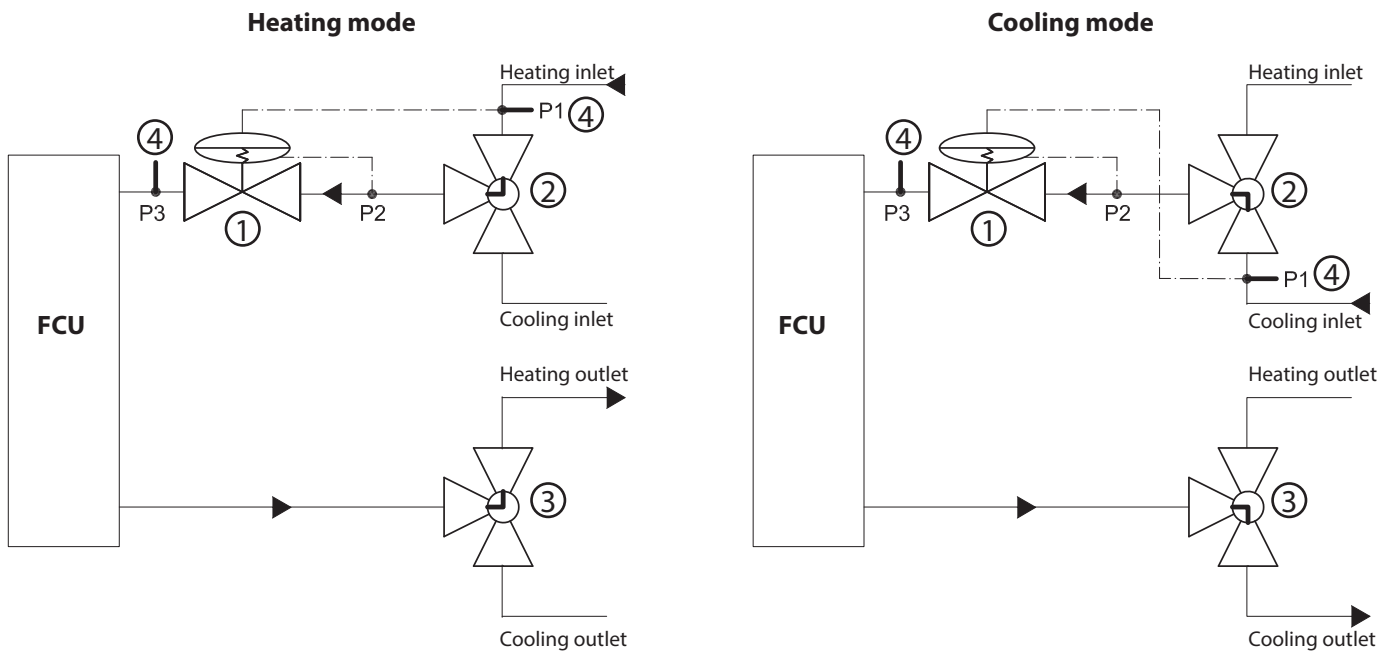 Heating mode
Heating inlet
P1 4
4
P3
1
P2
2
Cooling inlet
FCU
Heating outlet
3
Cooling outlet
Cooling mode
Heating inlet
4
P3
1
P2
2
P1 4
Cooling inlet
FCU
Heating outlet
3
Cooling outlet